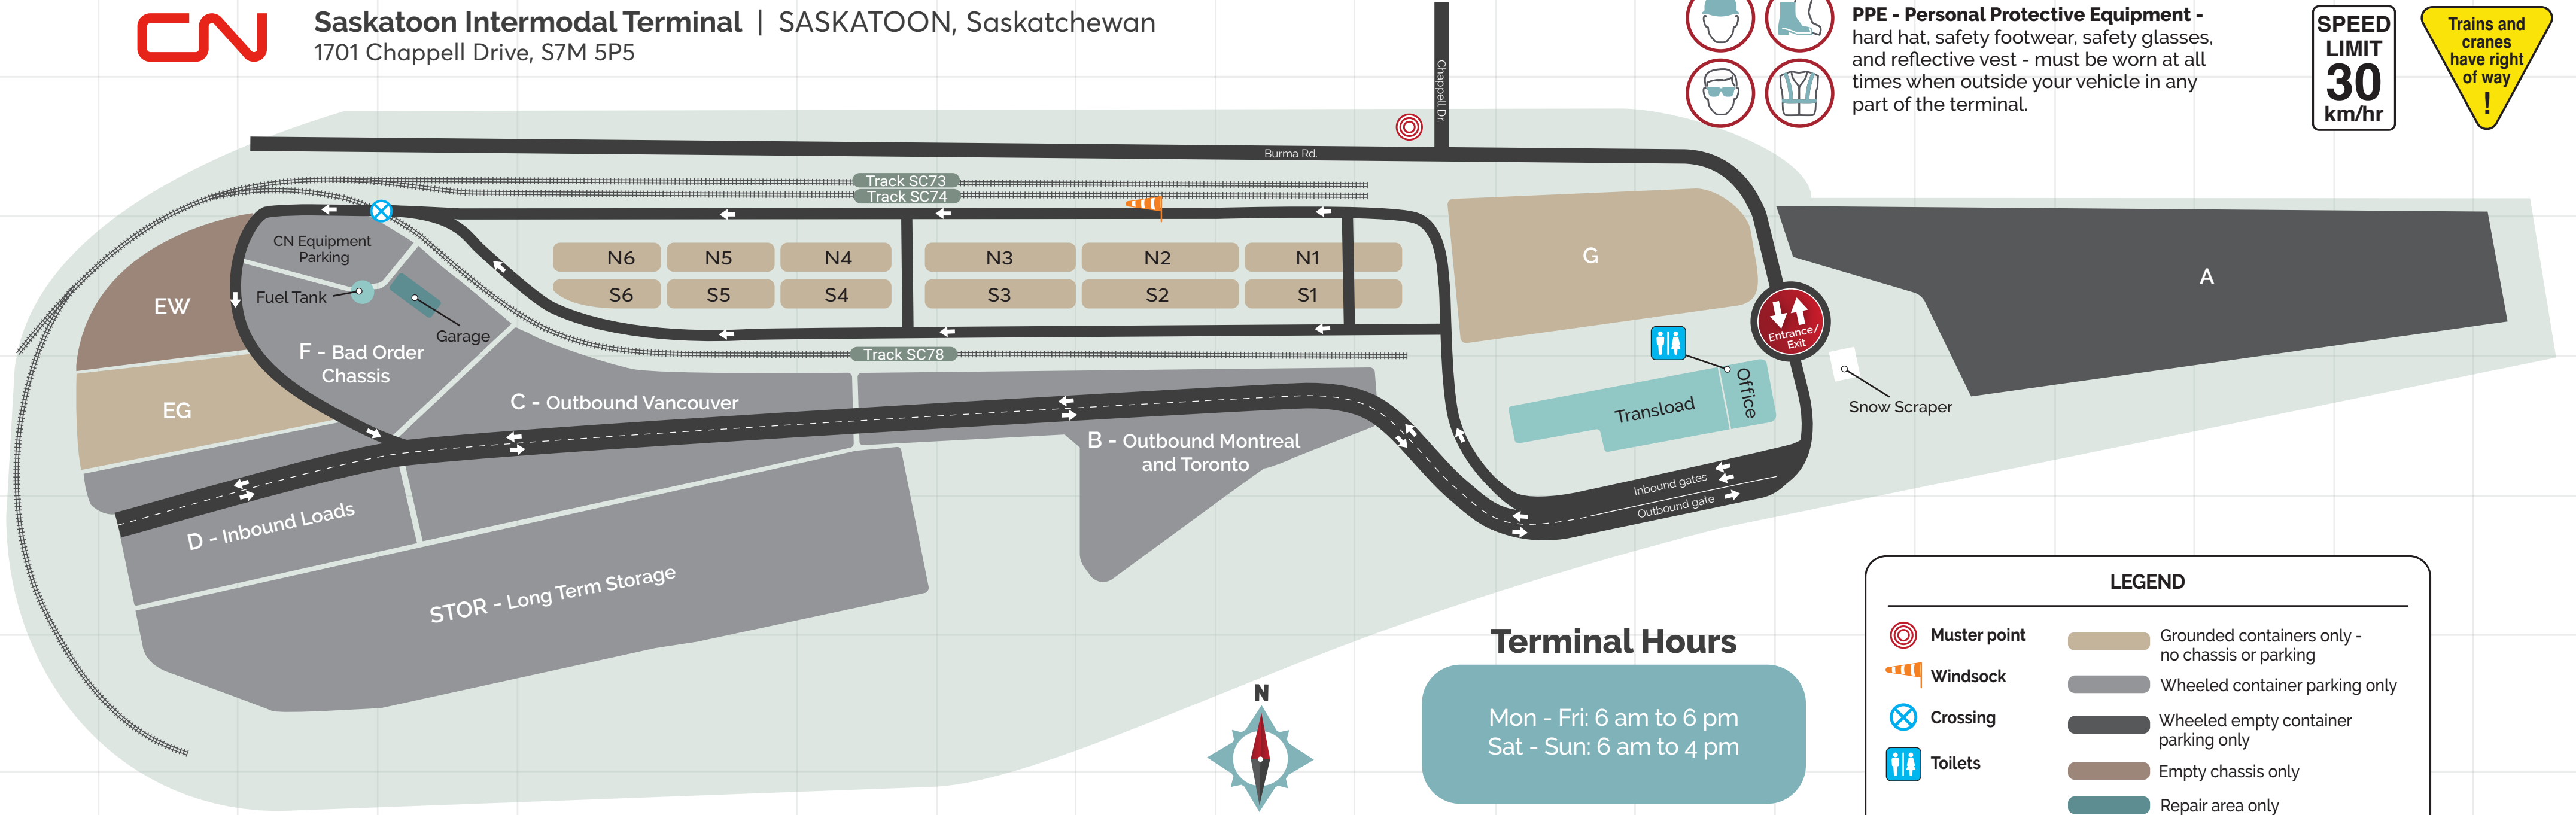 CN
Saskatoon Intermodal Terminal | SASKATOON, Saskatchewan
1701 Chappell Drive, S7M 5P5
PPE - Personal Protective Equipment -
hard hat, safety footwear, safety glasses,
and reflective vest - must be worn at all
times when outside your vehicle in any
part of the terminal.
SPEED
LIMIT
30
km/hr
Trains and
cranes
have right
of way
!
Chappell Dr.
Burma Rd.
Track SC73
Track SC74
CN Equipment
Parking
Fuel Tank
Garage
EW
EG
F - Bad Order
Chassis
N6
N5
N4
N3
N2
N1
S6
S5
S4
S3
S2
S1
Track SC78
G
A
Entrance/
Exit
Office
Transload
Snow Scraper
C - Outbound Vancouver
B - Outbound Montreal
and Toronto
Inbound gates
Outbound gate
D - Inbound Loads
STOR - Long Term Storage
N
Terminal Hours
Mon - Fri: 6 am to 6 pm
Sat - Sun: 6 am to 4 pm
LEGEND
Muster point
Windsock
Crossing
Toilets
Grounded containers only -
no chassis or parking
Wheeled container parking only
Wheeled empty container
parking only
Empty chassis only
Repair area only